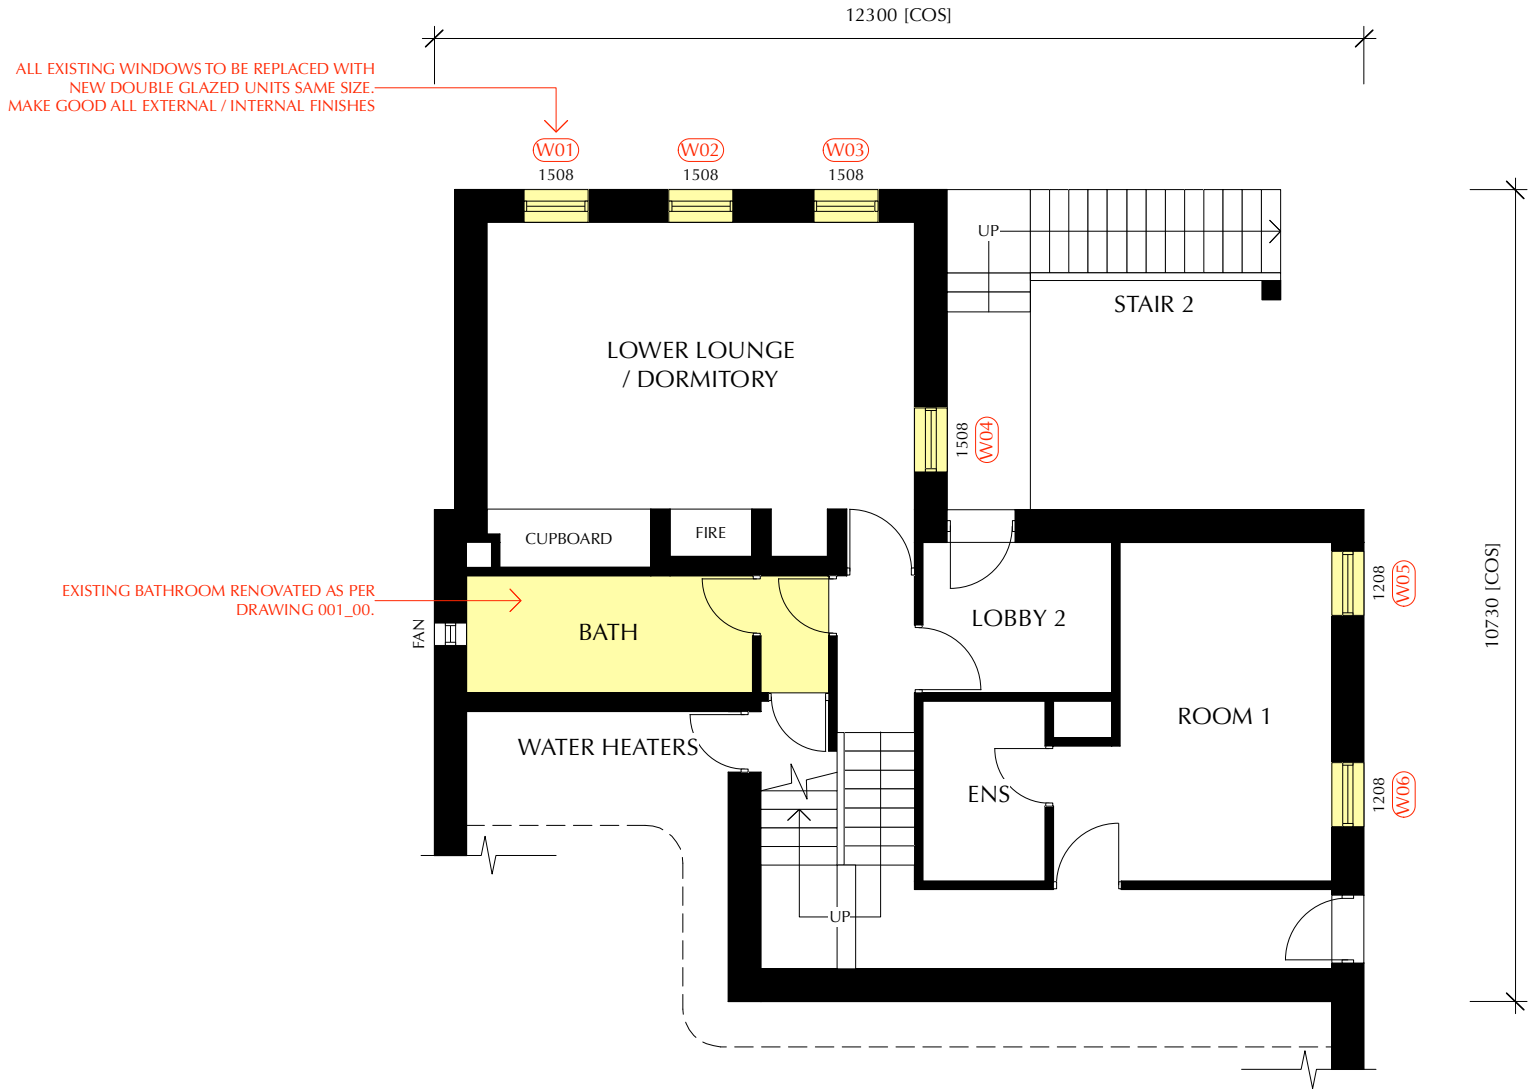 12300 [COS]
ALL EXISTING WINDOWS TO BE REPLACED WITH
NEW DOUBLE GLAZED UNITS SAME SIZE.
MAKE GOOD ALL EXTERNAL / INTERNAL FINISHES
W01
W02
W03
1508
1508
1508
UP
STAIR 2
LOWER LOUNGE
/ DORMITORY
1508
W04
CUPBOARD
FIRE
EXISTING BATHROOM RENOVATED AS PER
DRAWING 001_00.
FAN
BATH
LOBBY 2
1208
W05
10730 [COS]
ROOM 1
WATER HEATERS
ENS
1208
W06
UP